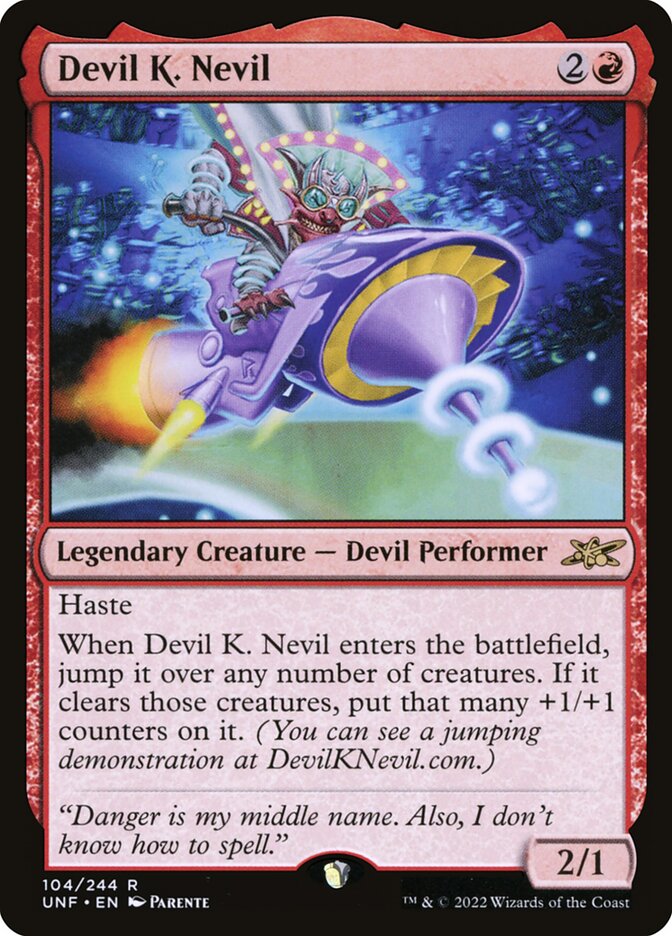 Devil K. Nevil 2
Legendary Creature — Devil Performer
Haste
When Devil K. Nevil enters the battlefield,
jump it over any number of creatures. If it
clears those creatures, put that many +1/+1
counters on it. (You can see a jumping
demonstration at DevilKNevil.com.)
“Danger is my middle name. Also, I don’t
know how to spell.”
2/1
104/244 R
UNF • EN Parente
™ & © 2022 Wizards of the Coast